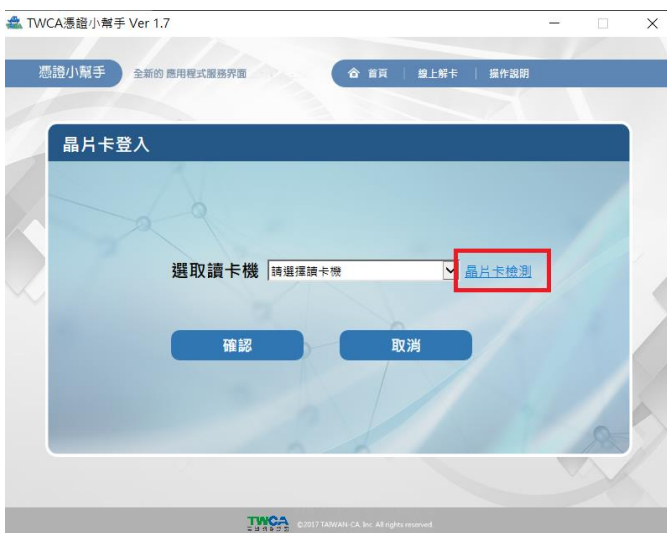 TWCA憑證小幫手 Ver 1.7
憑證小幫手 全新的 應用程式服務界面 首頁 | 線上解卡 | 操作說明
晶片卡登入
選取讀卡機 請選擇讀卡機 晶片卡檢測
確認 取消
TWCA ©2017 TAIWAN-CA. Inc. All rights reserved.